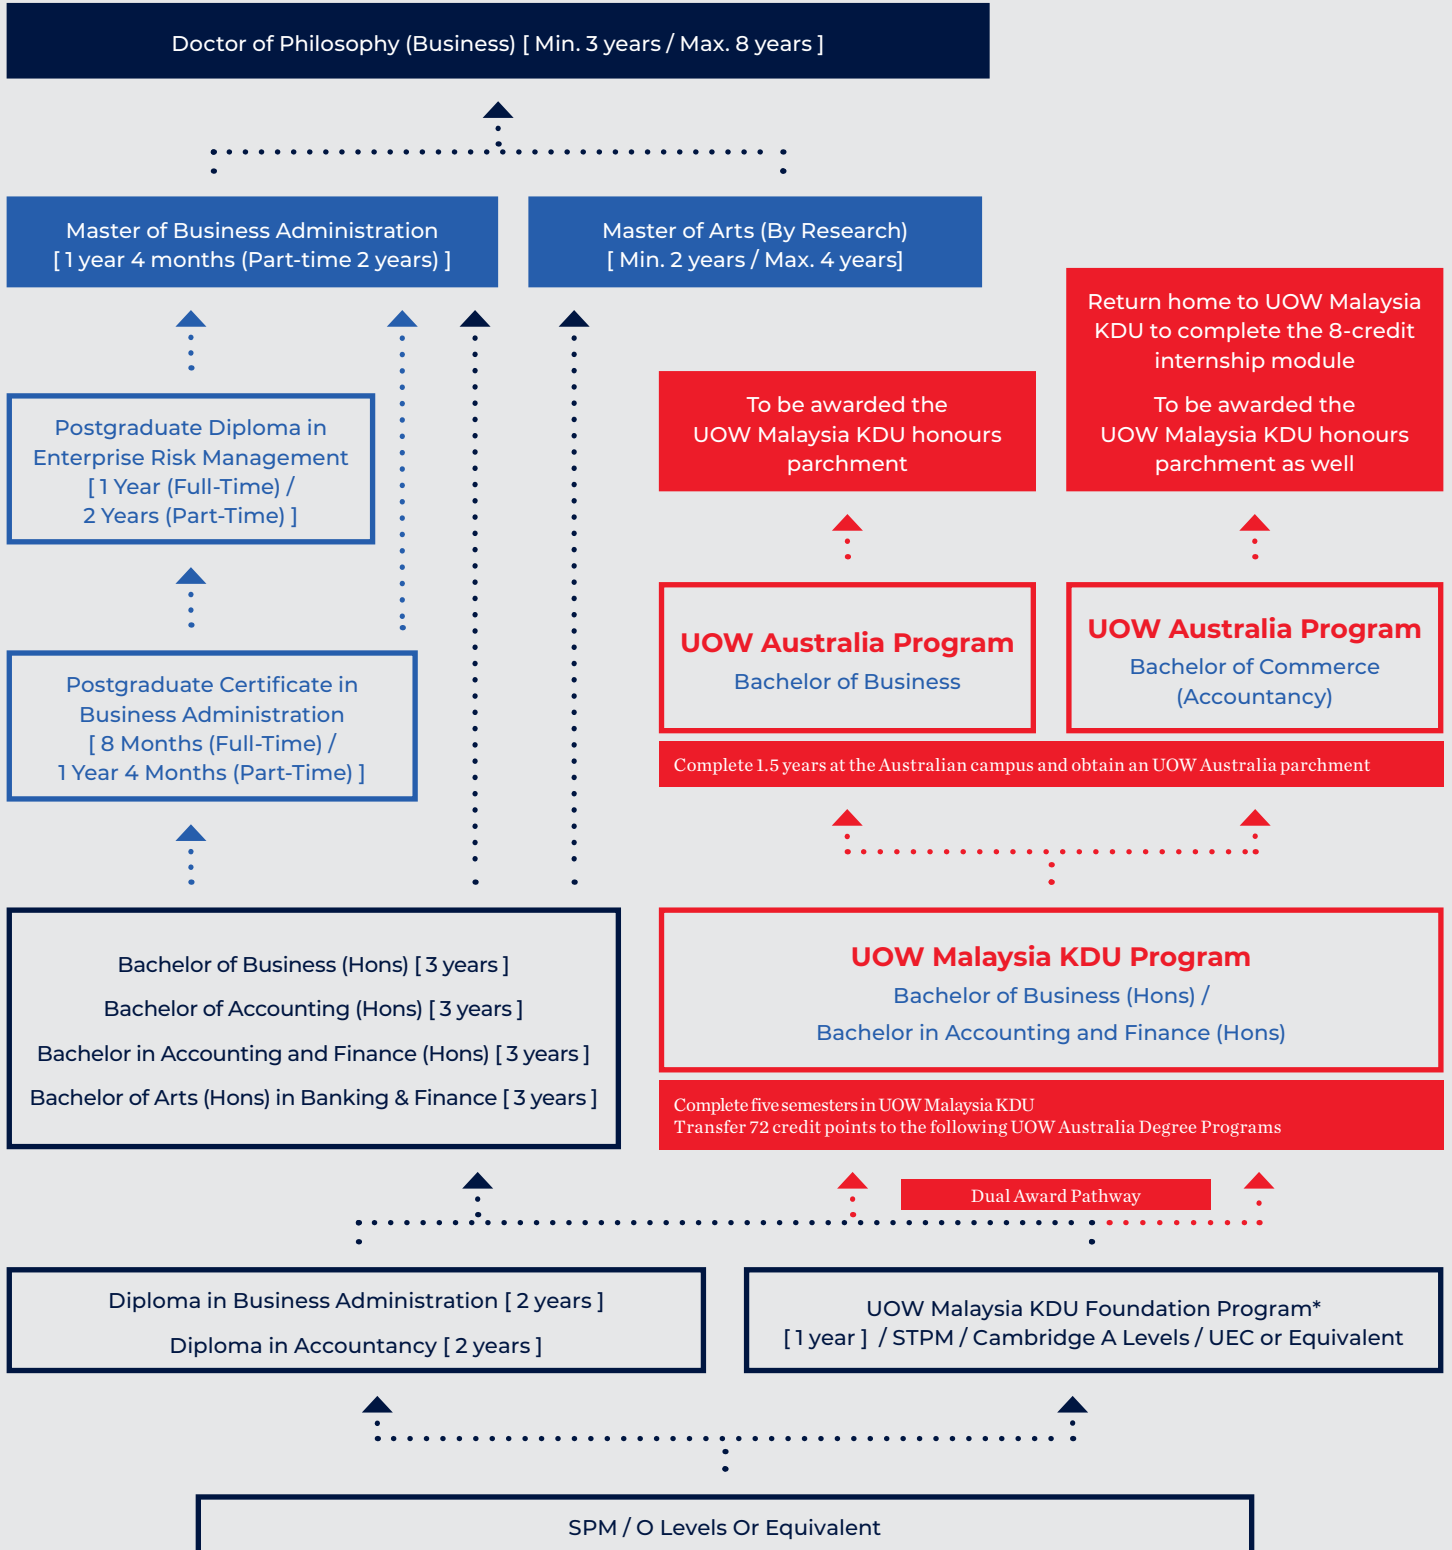 Doctor of Philosophy (Business) [ Min. 3 years / Max. 8 years ]
Master of Business Administration
[ 1 year 4 months (Part-time 2 years) ]
Master of Arts (By Research)
[ Min. 2 years / Max. 4 years]
Return home to UOW Malaysia
KDU to complete the 8-credit
internship module
To be awarded the
UOW Malaysia KDU honours
parchment as well
To be awarded the
UOW Malaysia KDU honours
parchment
Postgraduate Diploma in
Enterprise Risk Management
[ 1 Year (Full-Time) /
2 Years (Part-Time) ]
UOW Australia Program
Bachelor of Business
UOW Australia Program
Bachelor of Commerce
(Accountancy)
Postgraduate Certificate in
Business Administration
[ 8 Months (Full-Time) /
1 Year 4 Months (Part-Time) ]
Complete 1.5 years at the Australian campus and obtain an UOW Australia parchment
Bachelor of Business (Hons) [ 3 years ]
Bachelor of Accounting (Hons) [ 3 years ]
Bachelor in Accounting and Finance (Hons) [ 3 years ]
Bachelor of Arts (Hons) in Banking & Finance [ 3 years ]
UOW Malaysia KDU Program
Bachelor of Business (Hons) /
Bachelor in Accounting and Finance (Hons)
Complete five semesters in UOW Malaysia KDU
Transfer 72 credit points to the following UOW Australia Degree Programs
Dual Award Pathway
Diploma in Business Administration [ 2 years ]
Diploma in Accountancy [ 2 years ]
UOW Malaysia KDU Foundation Program*
[ 1 year ] / STPM / Cambridge A Levels / UEC or Equivalent
SPM / O Levels Or Equivalent